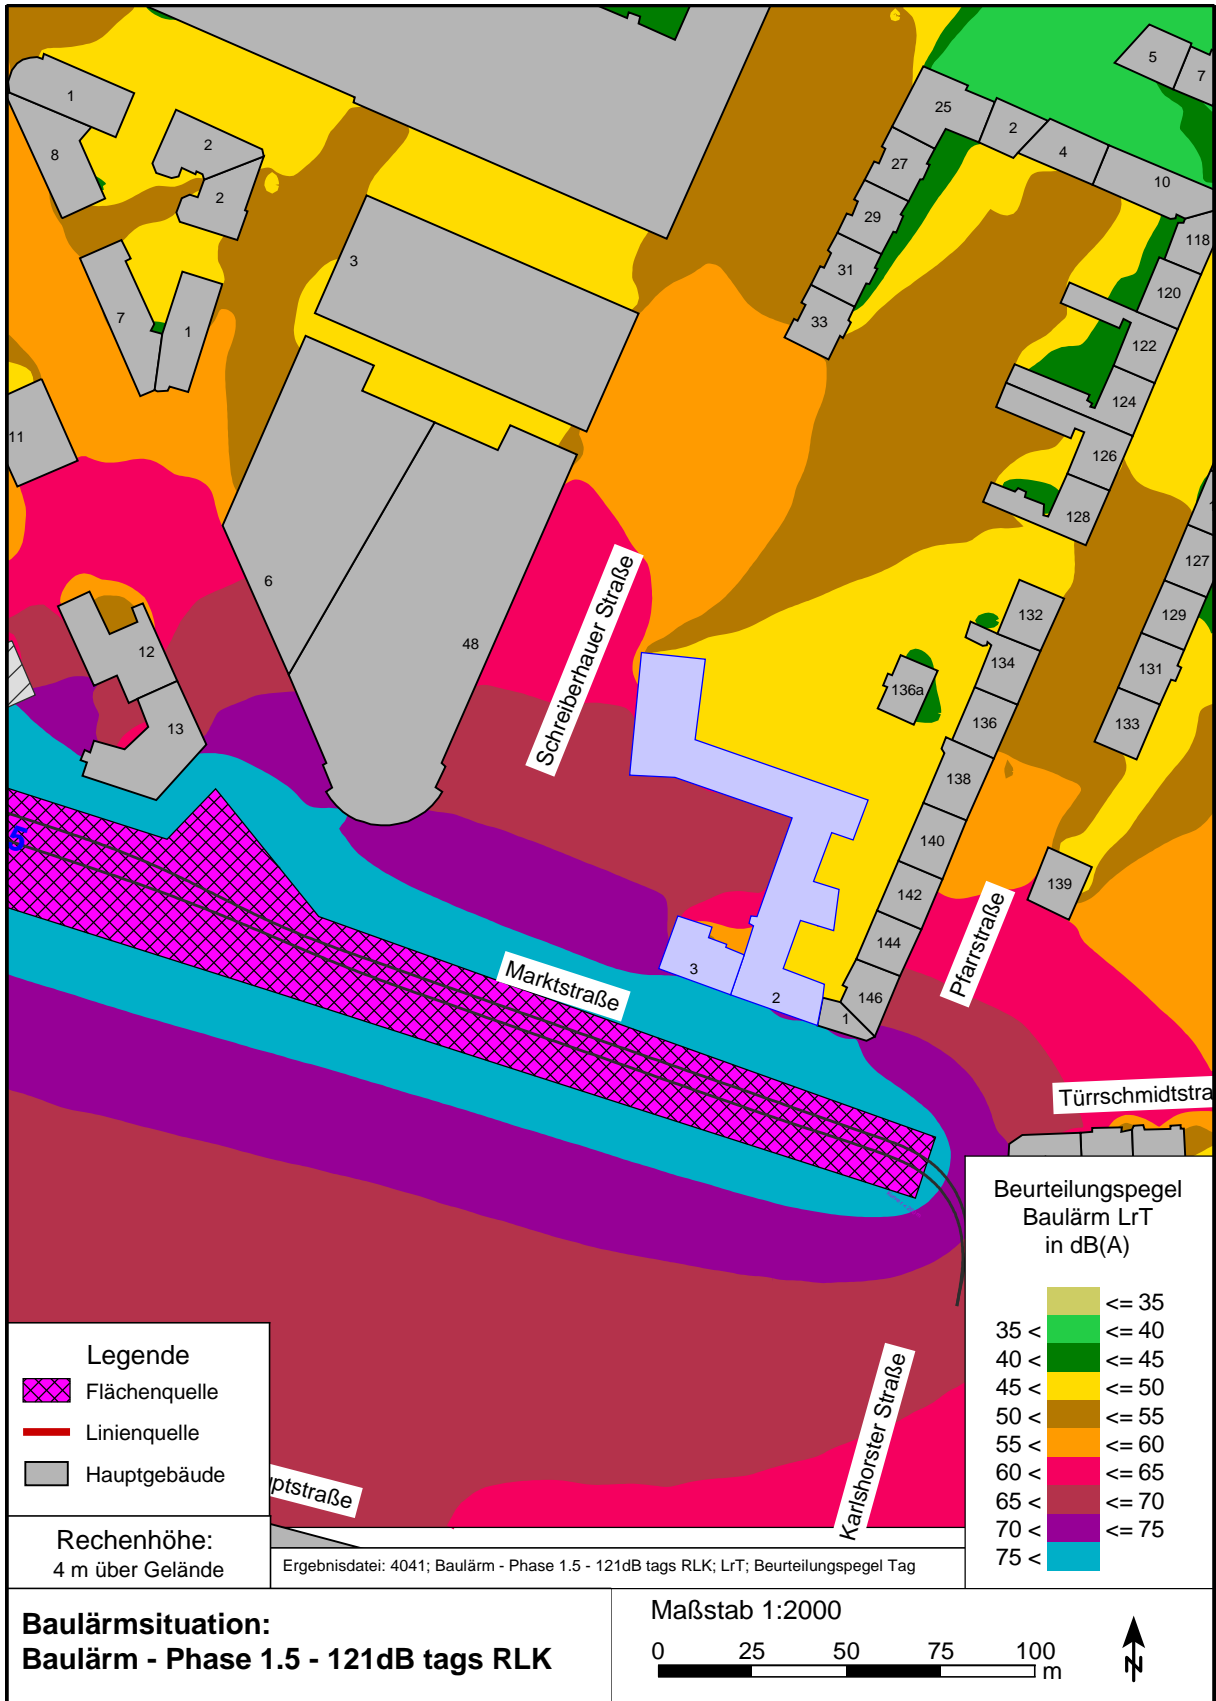 5
7
1
25
2
4
2
8
27
10
2
29
118
3
31
120
7
1
33
122
124
11
126
128
127
6
Schreiberhauer Straße
132
129
12
48
134
131
136a
13
136
133
138
5
140
139
142
Pfarrstraße
144
3
Marktstraße
2
146
1
Türrschmidtstra
Beurteilungspegel
Baulärm LrT
in dB(A)
<= 35
35 < <= 40
40 < <= 45
45 < <= 50
50 < <= 55
55 < <= 60
60 < <= 65
65 < <= 70
70 < <= 75
75 <
Legende
Flächenquelle
Linienquelle
Hauptgebäude
uptstraße
Karlshorster Straße
Rechenhöhe:
4 m über Gelände
Ergebnisdatei: 4041; Baulärm - Phase 1.5 - 121dB tags RLK; LrT; Beurteilungspegel Tag
Baulärmsituation:
Baulärm - Phase 1.5 - 121dB tags RLK
Maßstab 1:2000
0 25 50 75 100
m
N